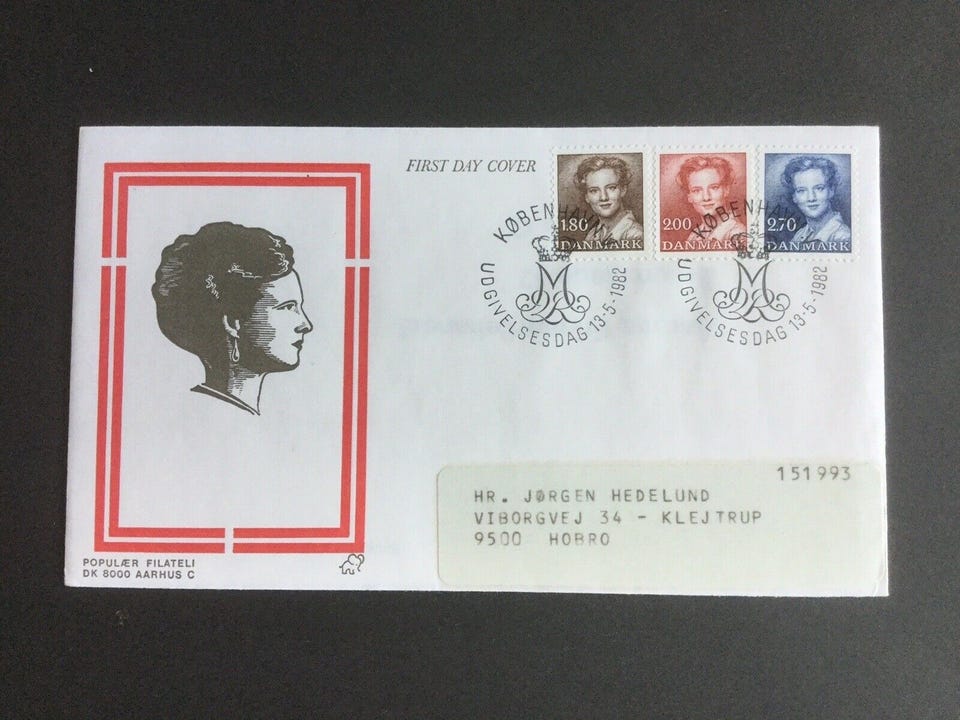 FIRST DAY COVER
1.80
DANMARK
2.00
DANMARK
2.70
DANMARK
KØBENHAVN
UDGIVELSESDAG 13-5-1982
KØBENHAVN
UDGIVELSESDAG 13-5-1982
151993
HR. JØRGEN HEDELUND
VIBORGVEJ 34 - KLEJTRUP
9500 HOBRO
POPULÆR FILATELI
DK 8000 AARHUS C